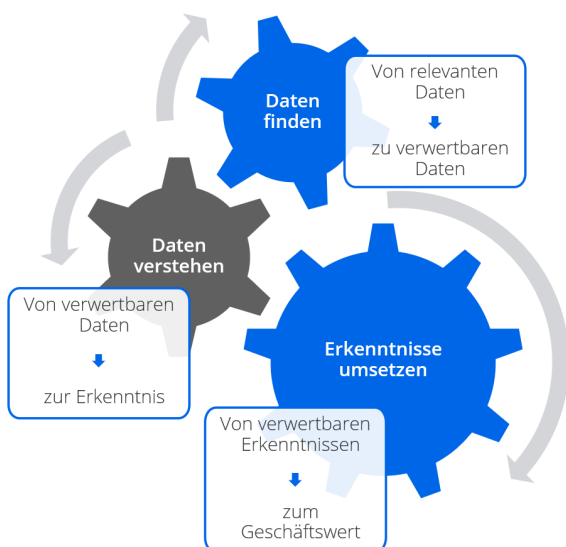 Daten
finden
Von relevanten
Daten
zu verwertbaren
Daten
Daten
verstehen
Von verwertbaren
Daten
zur Erkenntnis
Erkenntnisse
umsetzen
Von verwertbaren
Erkenntnissen
zum
Geschäftswert